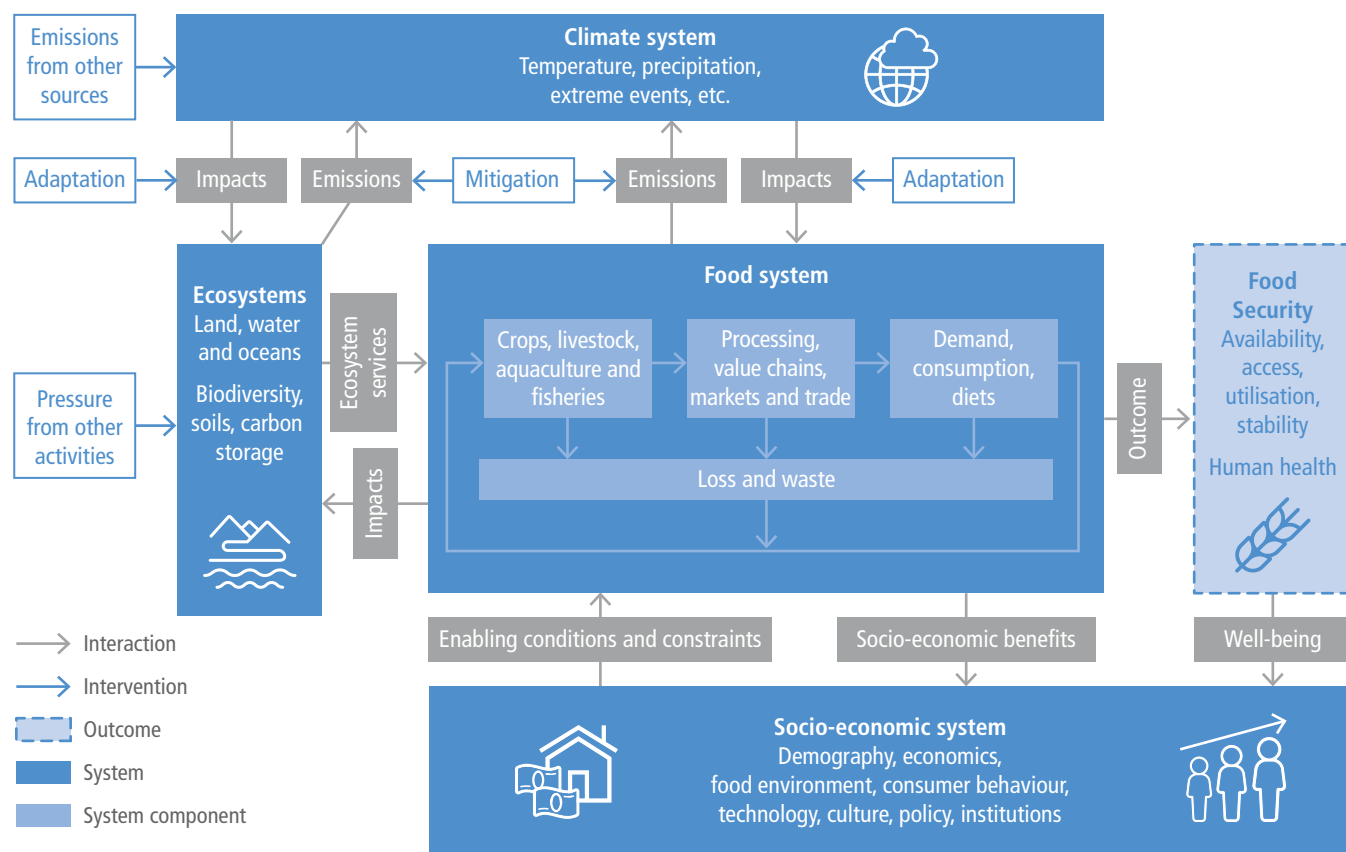 Emissions
from other
sources
Climate system
Temperature, precipitation,
extreme events, etc.
Adaptation
Impacts
Emissions
Mitigation
Emissions
Impacts
Adaptation
Ecosystems
Land, water
and oceans
Biodiversity,
soils, carbon
storage
Pressure
from other
activities
Ecosystem
services
Impacts
Food system
Crops, livestock,
aquaculture and
fisheries
Processing,
value chains,
markets and trade
Demand,
consumption,
diets
Loss and waste
Outcome
Food
Security
Availability,
access,
utilisation,
stability
Human health
Enabling conditions and constraints
Socio-economic benefits
Well-being
Socio-economic system
Demography, economics,
food environment, consumer behaviour,
technology, culture, policy, institutions
Interaction
Intervention
Outcome
System
System component